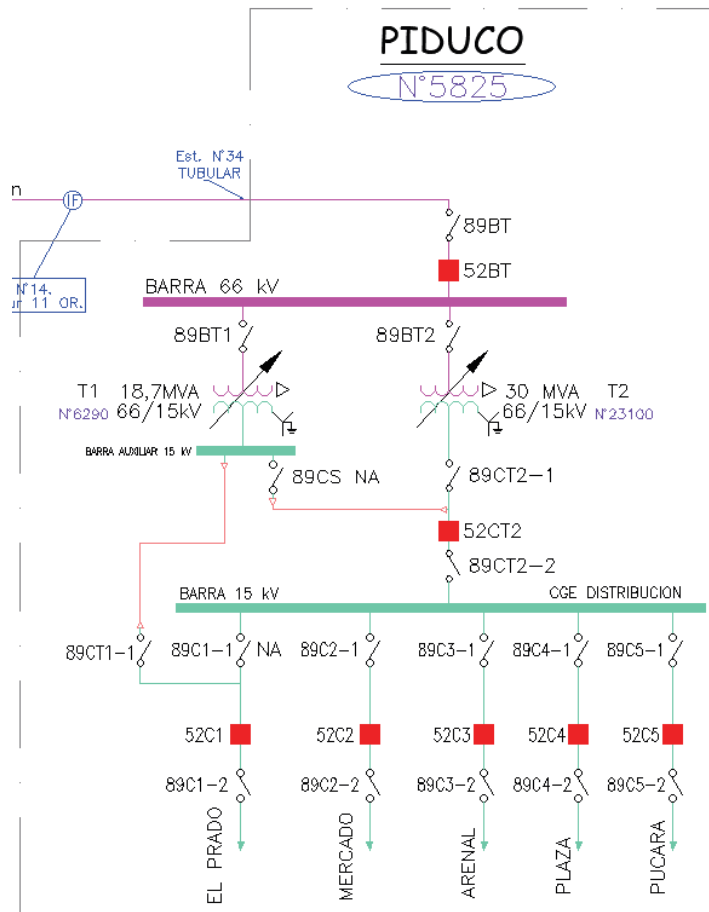 PIDUCO
N°5825
Est. N°34
TUBULAR
n
IF
N°14.
11 OR.
89BT
52BT
BARRA 66 kV
89BT1
89BT2
T1 18,7MVA
N°6290 66/15kV
30 MVA T2
66/15kV N°23100
BARRA AUXILIAR 15 kV
89CS NA
89CT2-1
52CT2
89CT2-2
BARRA 15 kV
CGE DISTRIBUCION
89CT1-1
89C1-1 NA
89C2-1
89C3-1
89C4-1
89C5-1
52C1
52C2
52C3
52C4
52C5
89C1-2
89C2-2
89C3-2
89C4-2
89C5-2
EL PRADO
MERCADO
ARENAL
PLAZA
PUCARA